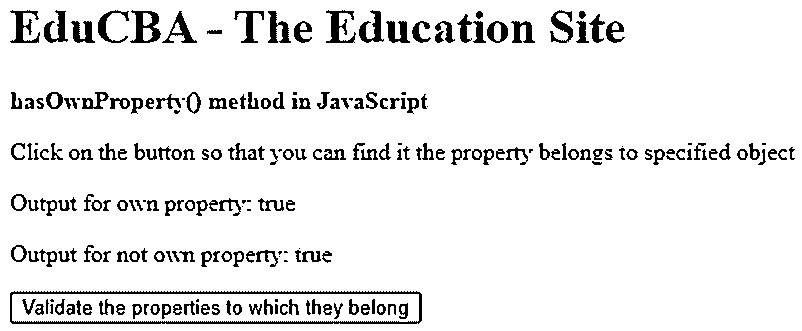 EduCBA - The Education Site
hasOwnProperty() method in JavaScript
Click on the button so that you can find it the property belongs to specified object
Output for own property: true
Output for not own property: true
Validate the properties to which they belong